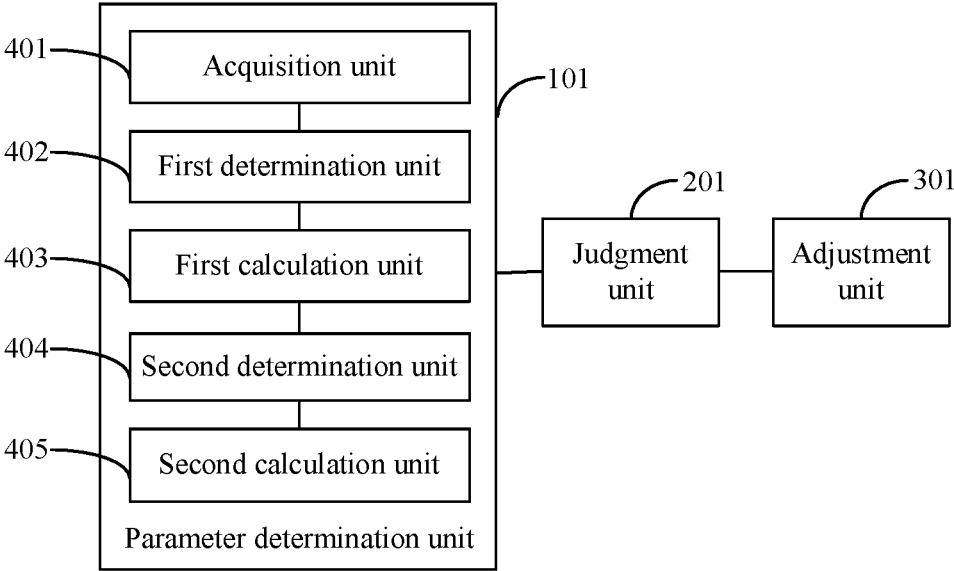 401
Acquisition unit
101
402
First determination unit
201
301
403
First calculation unit
Judgment
unit
Adjustment
unit
404
Second determination unit
405
Second calculation unit
Parameter determination unit